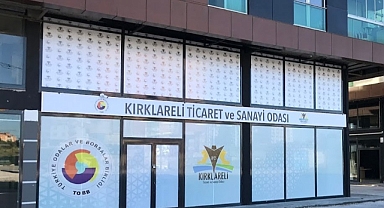 KIRKLARELİ TİCARET ve SANAYİ ODASI
TÜRKİYE ODALAR VE BORSALAR BİRLİĞİ
TOBB
KIRKLARELİ